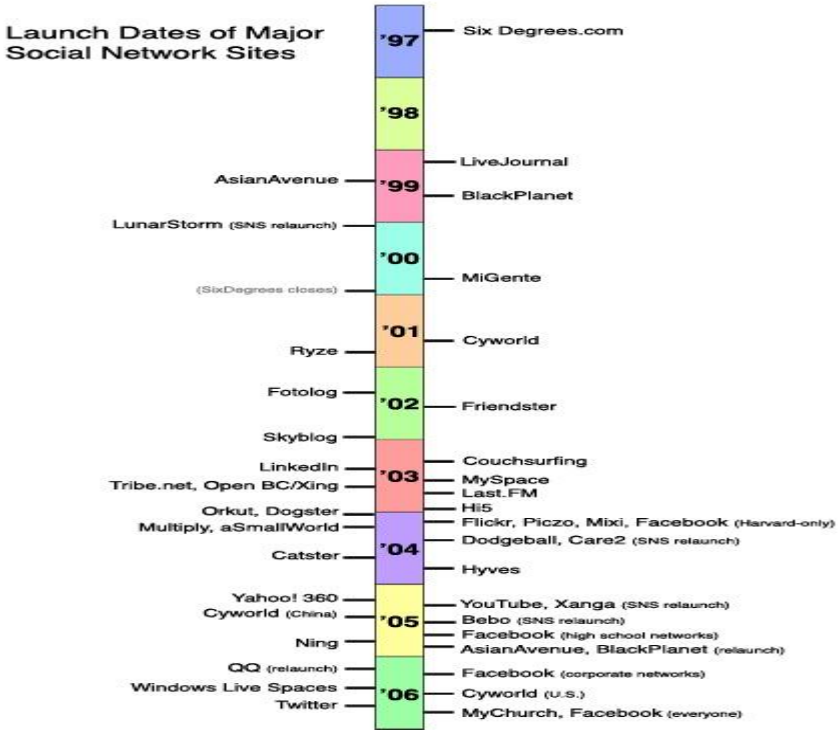 Launch Dates of Major
Social Network Sites
'97
Six Degrees.com
'98
'99
LiveJournal
AsianAvenue
BlackPlanet
LunarStorm (SNS relaunch)
'00
MiGente
(SixDegrees closes)
'01
Cyworld
Ryze
'02
Fotolog
Friendster
Skyblog
'03
Couchsurfing
LinkedIn
MySpace
Tribe.net, Open BC/Xing
Last.FM
Hi5
Orkut, Dogster
Flickr, Piczo, Mixi, Facebook (Harvard-only)
Multiply, aSmallWorld
'04
Dodgeball, Care2 (SNS relaunch)
Catster
Hyves
'05
Yahoo! 360
YouTube, Xanga (SNS relaunch)
Cyworld (China)
Bebo (SNS relaunch)
Facebook (high school networks)
Ning
AsianAvenue, BlackPlanet (relaunch)
'06
QQ (relaunch)
Facebook (corporate networks)
Windows Live Spaces
Cyworld (U.S.)
Twitter
MyChurch, Facebook (everyone)